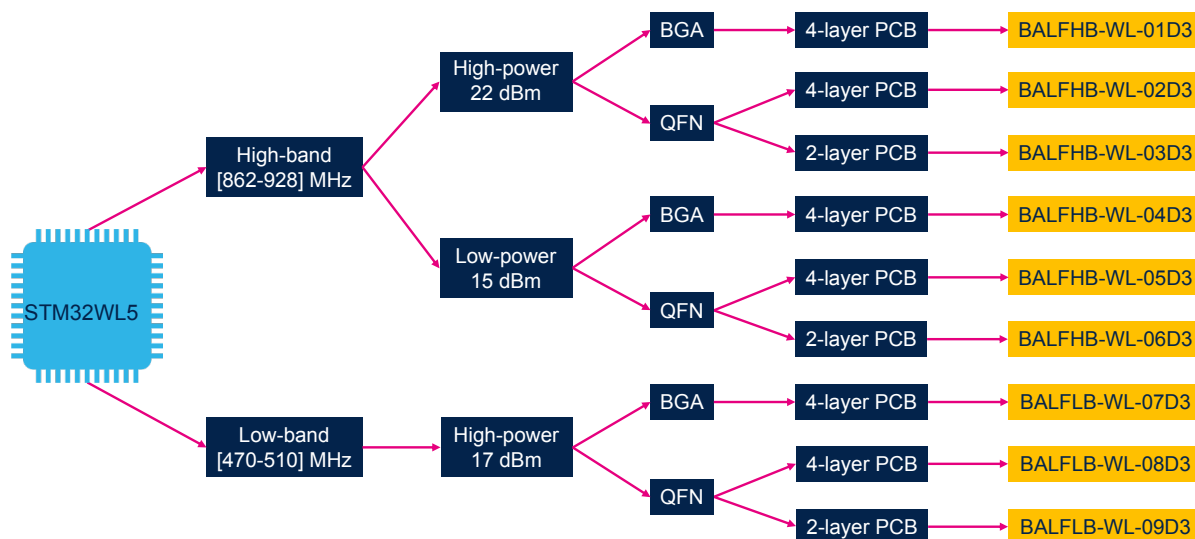 BGA
4-layer PCB
BALFHB-WL-01D3
High-power
22 dBm
4-layer PCB
BALFHB-WL-02D3
QFN
2-layer PCB
BALFHB-WL-03D3
High-band
[862-928] MHz
BGA
4-layer PCB
BALFHB-WL-04D3
Low-power
15 dBm
4-layer PCB
BALFHB-WL-05D3
QFN
2-layer PCB
BALFHB-WL-06D3
STM32WL5
BGA
4-layer PCB
BALFLB-WL-07D3
Low-band
[470-510] MHz
High-power
17 dBm
4-layer PCB
BALFLB-WL-08D3
QFN
2-layer PCB
BALFLB-WL-09D3